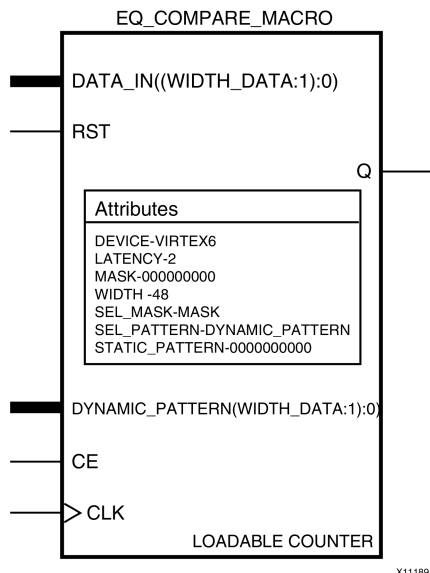 EQ_COMPARE_MACRO
DATA_IN((WIDTH_DATA:1):0)
RST
Q
Attributes
DEVICE-VIRTEX6
LATENCY-2
MASK-000000000
WIDTH -48
SEL_MASK-MASK
SEL_PATTERN-DYNAMIC_PATTERN
STATIC_PATTERN-0000000000
DYNAMIC_PATTERN(WIDTH_DATA:1):0)
CE
CLK
LOADABLE COUNTER
X11189